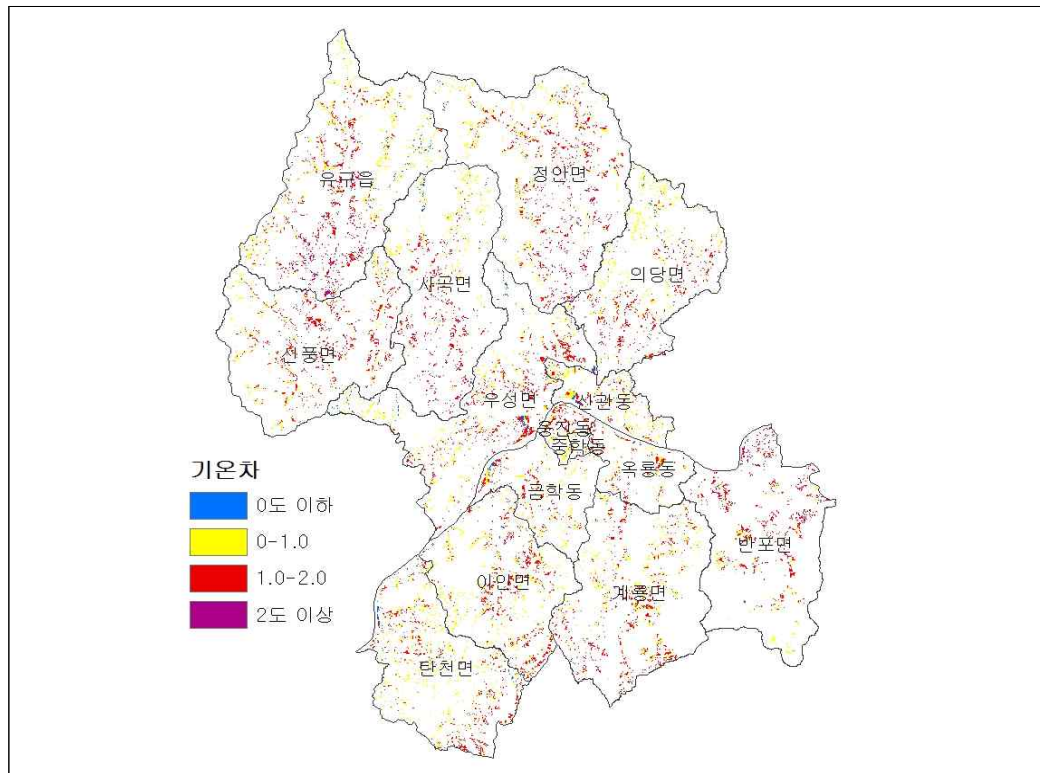 정안면
유구읍
의당면
사곡면
신풍면
우성면
신관동
웅진동
중학동
옥룡동
금학동
반포면
이인면
계룡면
탄천면
기온차
0도 이하
0-1.0
1.0-2.0
2도 이상